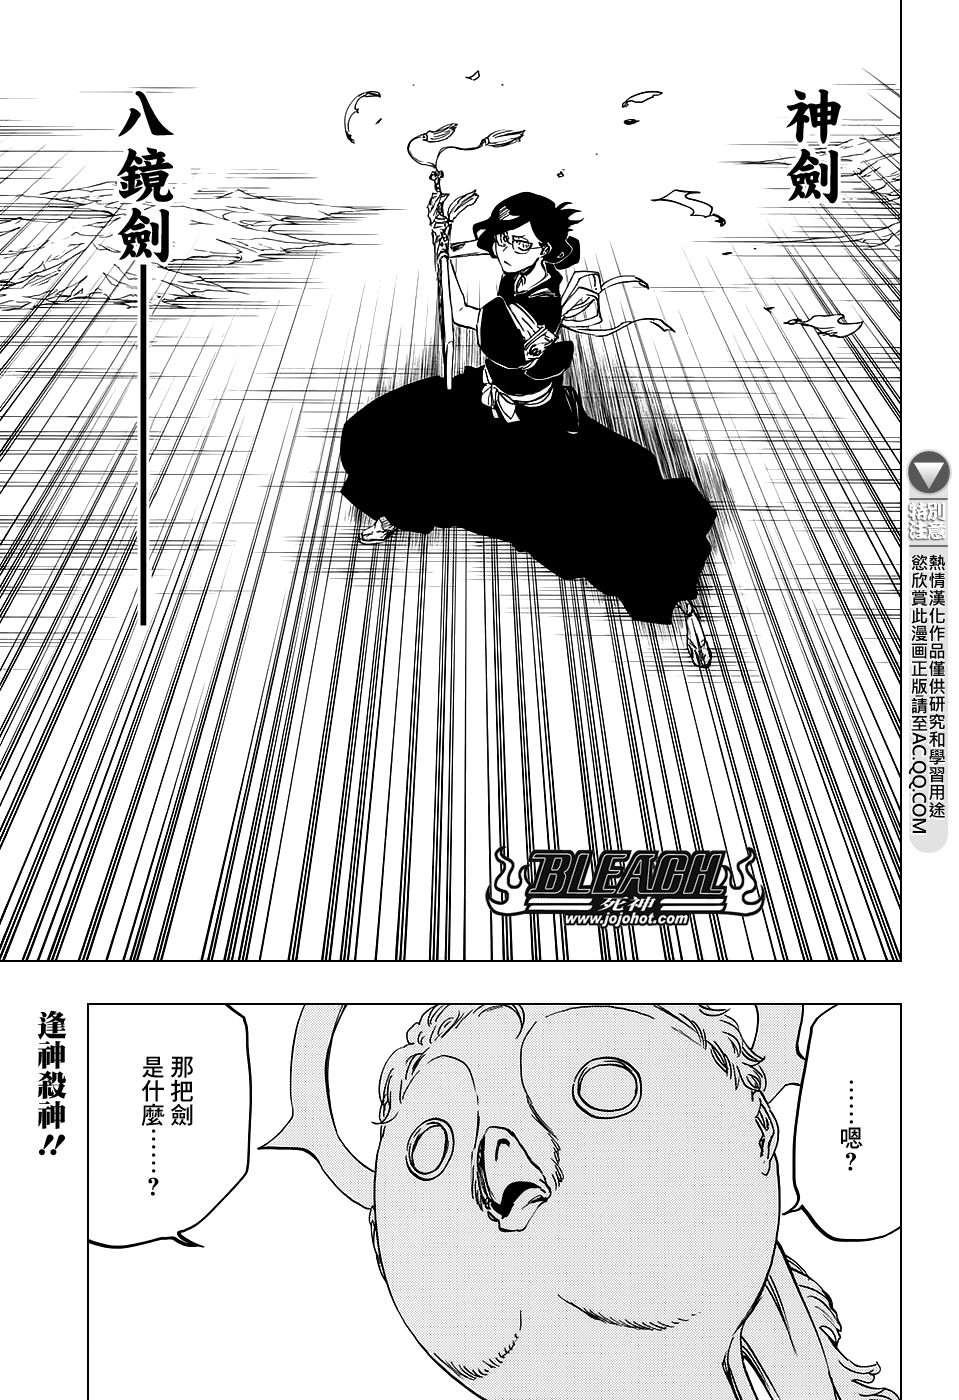 神劍
八鏡劍——
特別
注意
熱情漢化作品僅供研究和學習用途
慾欣賞此漫画正版請至AC.QQ.COM
BLEACH
死神
www.jojohot.com
……嗯?
那把劍
是什麼……?
逢神殺神!!